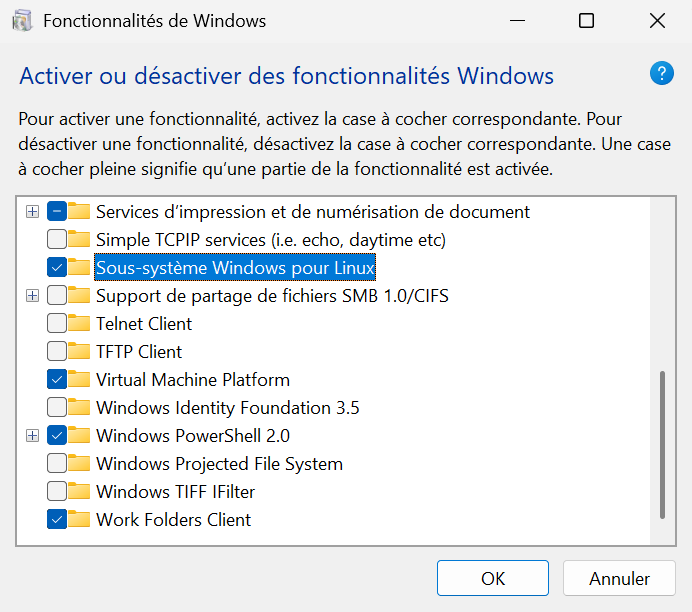 Fonctionnalités de Windows
Activer ou désactiver des fonctionnalités Windows
?
Pour activer une fonctionnalité, activez la case à cocher correspondante. Pour
désactiver une fonctionnalité, désactivez la case à cocher correspondante. Une case
à cocher pleine signifie qu’une partie de la fonctionnalité est activée.
Services d’impression et de numérisation de document
Simple TCPIP services (i.e. echo, daytime etc)
Sous-système Windows pour Linux
Support de partage de fichiers SMB 1.0/CIFS
Telnet Client
TFTP Client
Virtual Machine Platform
Windows Identity Foundation 3.5
Windows PowerShell 2.0
Windows Projected File System
Windows TIFF IFilter
Work Folders Client
OK
Annuler